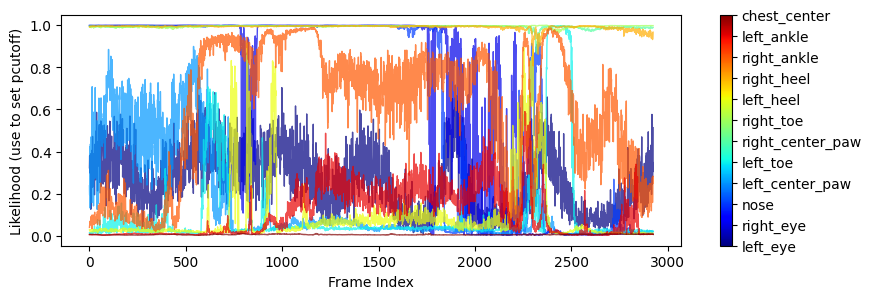 Likelihood (use to set pcutoff)
1.0
0.8
0.6
0.4
0.2
0.0
0
500
1000
1500
2000
2500
3000
Frame Index
chest_center
left_ankle
right_ankle
right_heel
left_heel
right_toe
right_center_paw
left_toe
left_center_paw
nose
right_eye
left_eye